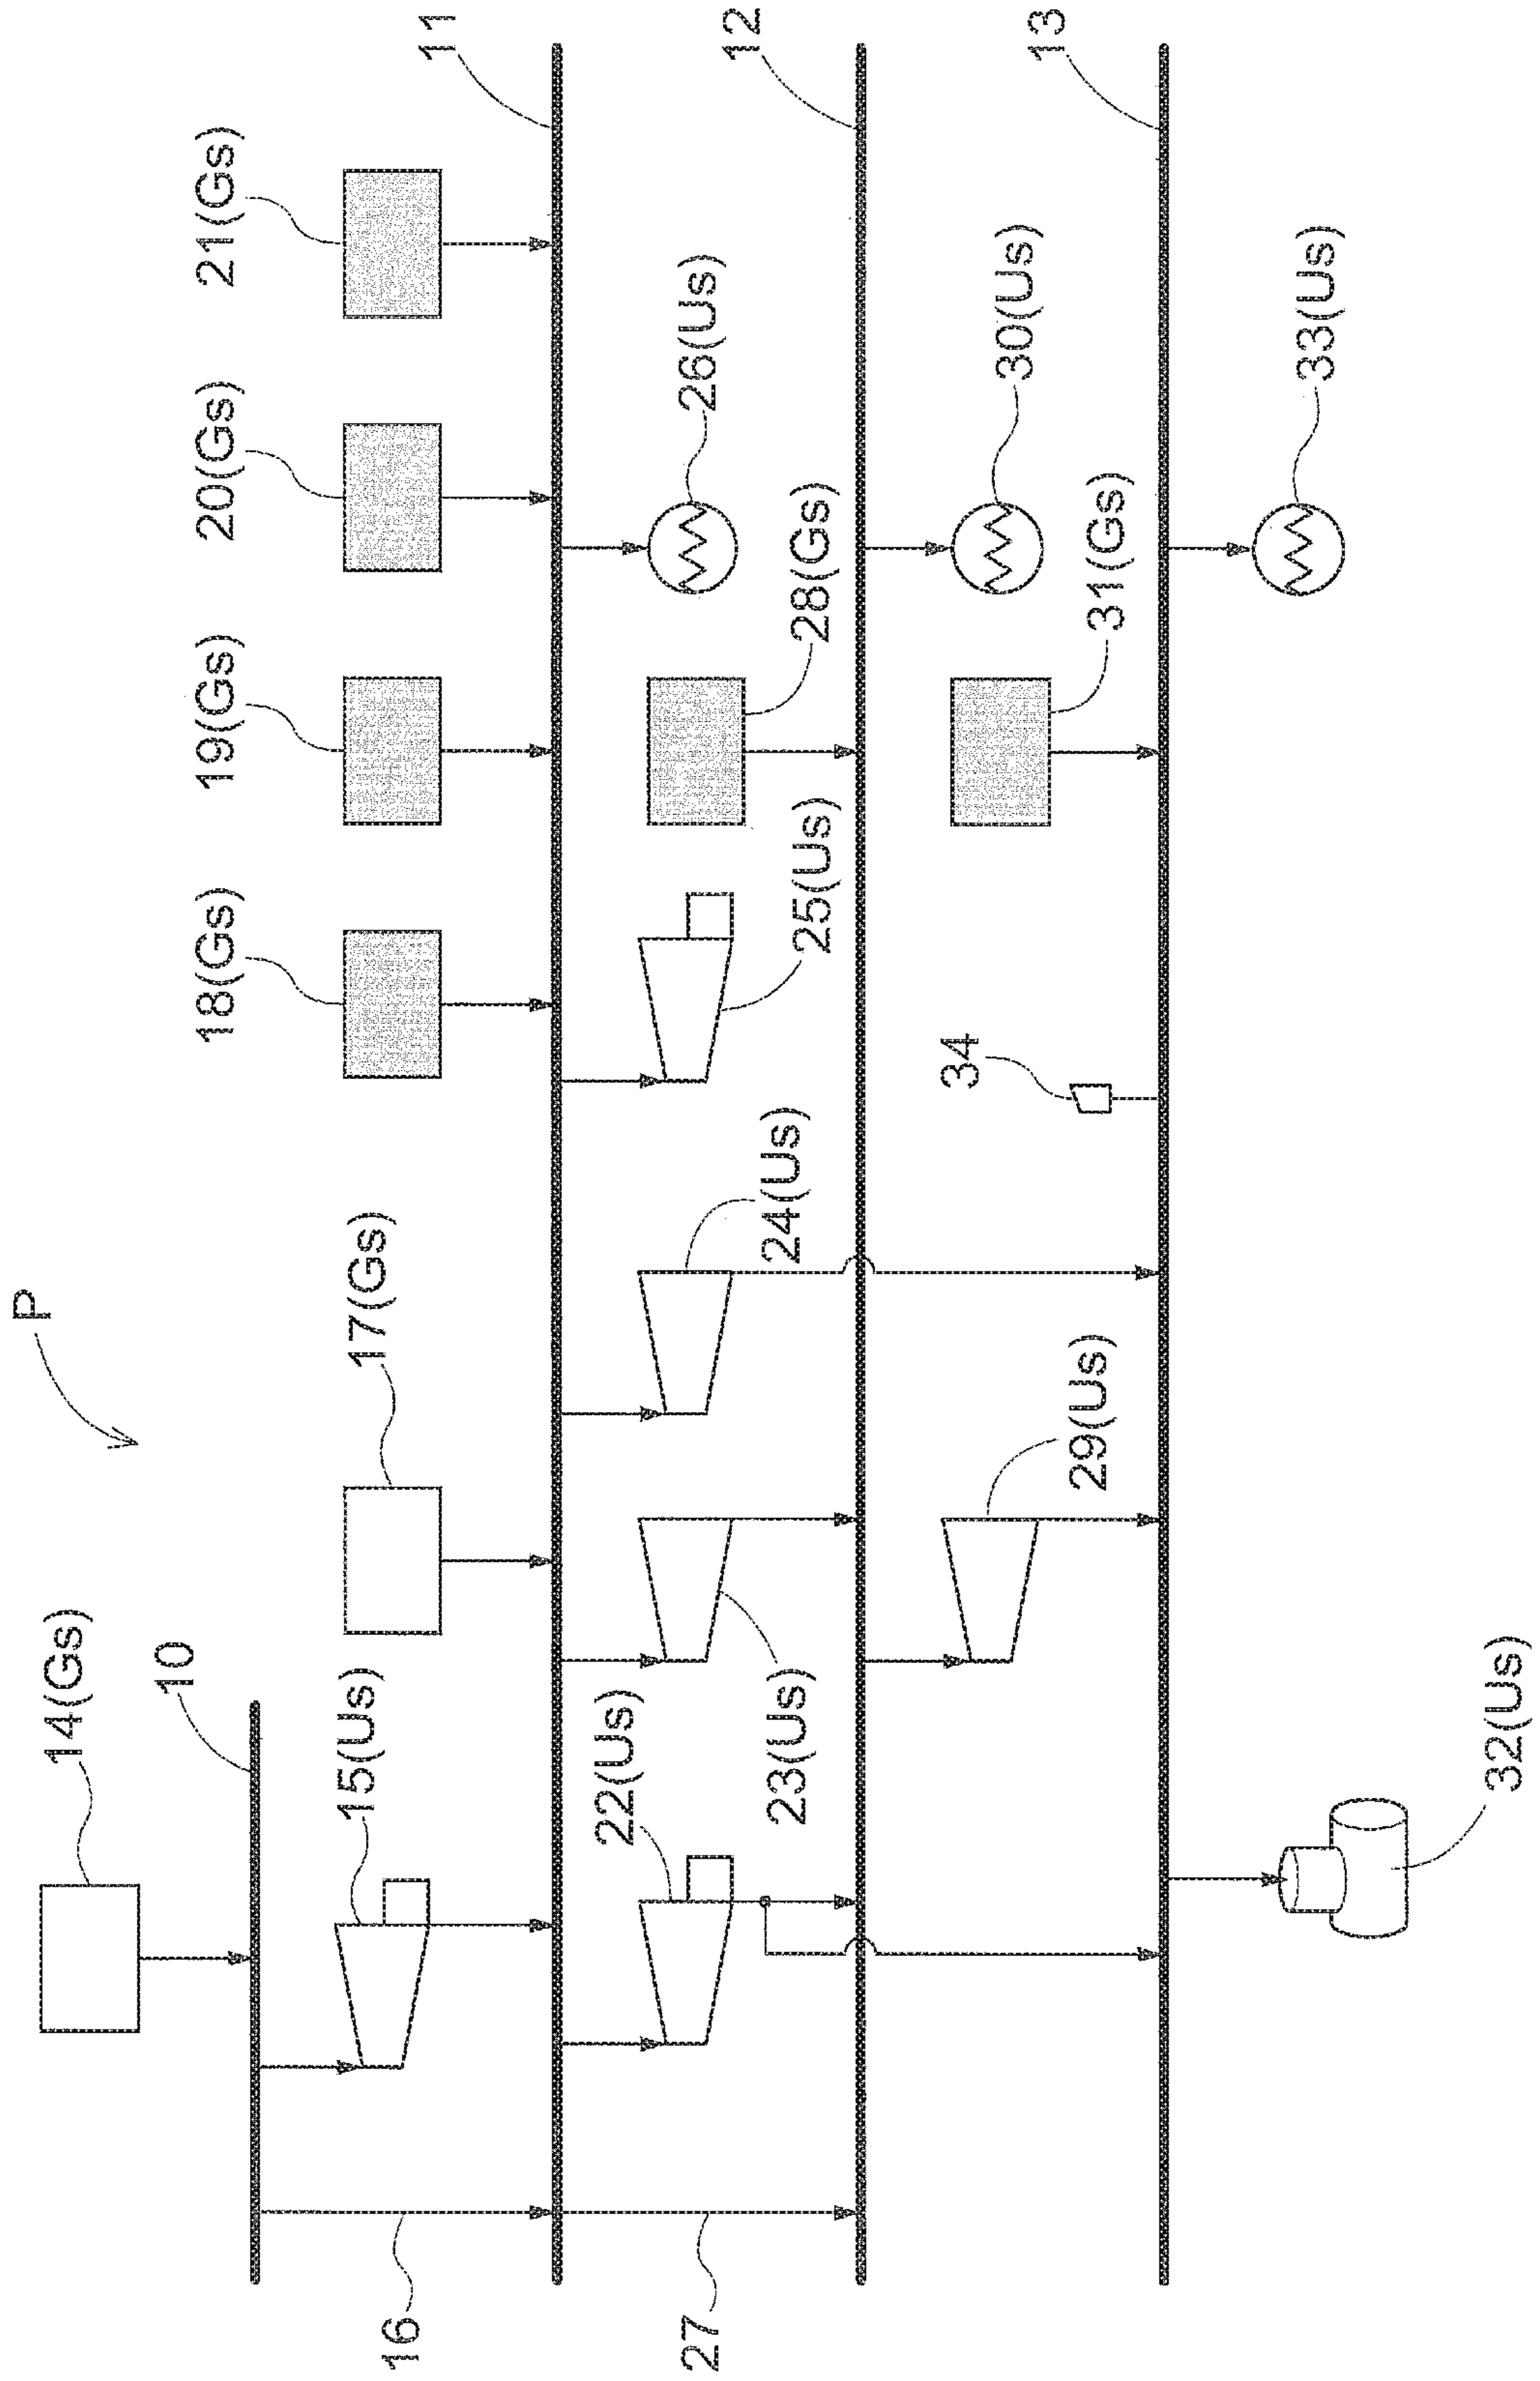 P
14(Gs)
10
15(Us)
16
17(Gs)
18(Gs)
19(Gs)
20(Gs)
21(Gs)
11
22(Us)
23(Us)
24(Us)
25(Us)
26(Us)
27
28(Gs)
12
29(Us)
30(Us)
31(Gs)
34
13
32(Us)
33(Us)